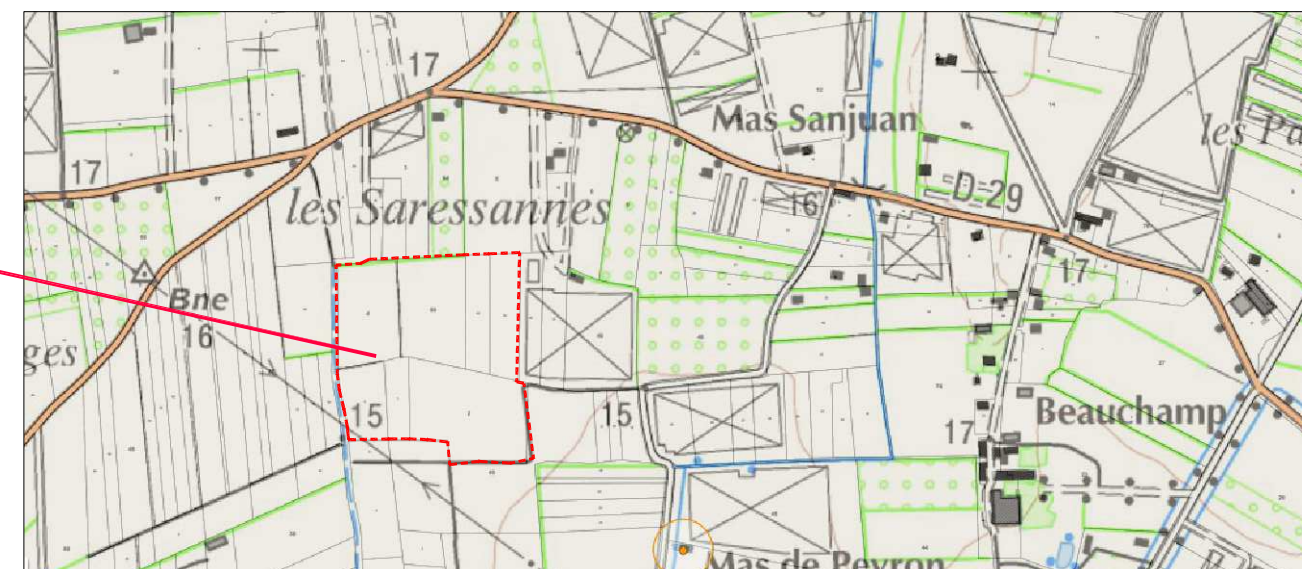 17
Mas Sanjuan
les Pa
17
les Saressannes
16
D=29
17
Bne
16
ges
15
15
Beauchamp
17
Mas de Peyron